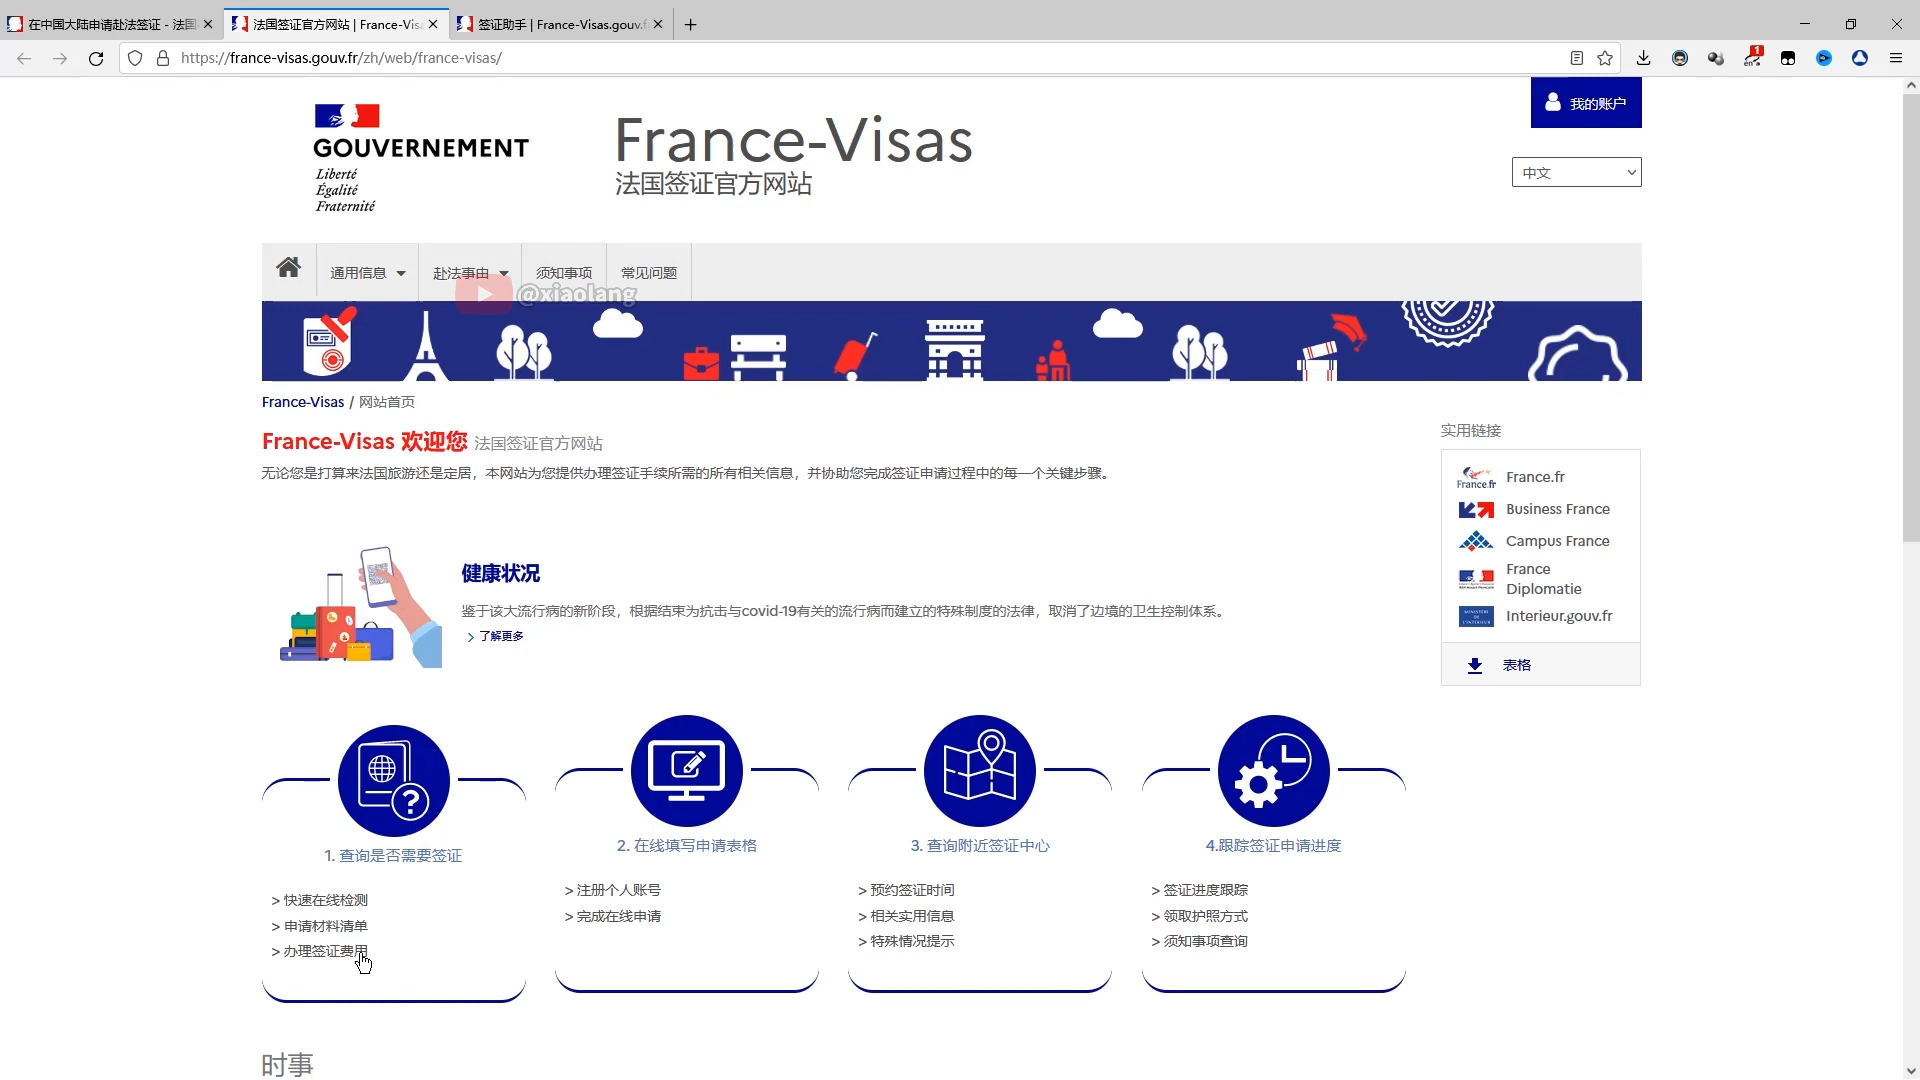 在中国大陆申请赴法签证 - 法国
法国签证官方网站 | France-Visas
签证助手 | France-Visas.gouv.f
https://france-visas.gouv.fr/zh/web/france-visas/
1
en
我的账户
GOUVERNEMENT
Liberté
Égalité
Fraternité
France-Visas
法国签证官方网站
中文
通用信息
赴法事由
须知事项
常见问题
@xiaolang
France-Visas / 网站首页
France-Visas 欢迎您 法国签证官方网站
无论您是打算来法国旅游还是定居，本网站为您提供办理签证手续所需的所有相关信息，并协助您完成签证申请过程中的每一个关键步骤。
健康状况
鉴于该大流行病的新阶段，根据结束为抗击与covid-19有关的流行病而建立的特殊制度的法律，取消了边境的卫生控制体系。
了解更多
实用链接
France.fr
France.fr
Business France
Campus France
France
Diplomatie
Interieur.gouv.fr
表格
1. 查询是否需要签证
> 快速在线检测
> 申请材料清单
> 办理签证费用
2. 在线填写申请表格
> 注册个人账号
> 完成在线申请
3. 查询附近签证中心
> 预约签证时间
> 相关实用信息
> 特殊情况提示
4.跟踪签证申请进度
> 签证进度跟踪
> 领取护照方式
> 须知事项查询
时事